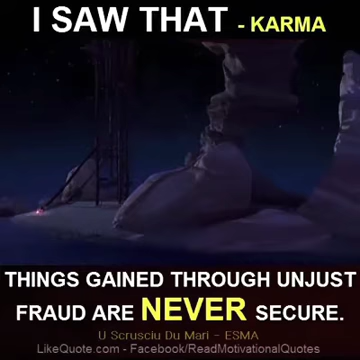 I SAW THAT - KARMA
THINGS GAINED THROUGH UNJUST
FRAUD ARE NEVER SECURE.
U Scrusciu Du Mari - ESMA
LikeQuote.com - Facebook/ReadMotivationalQuotes